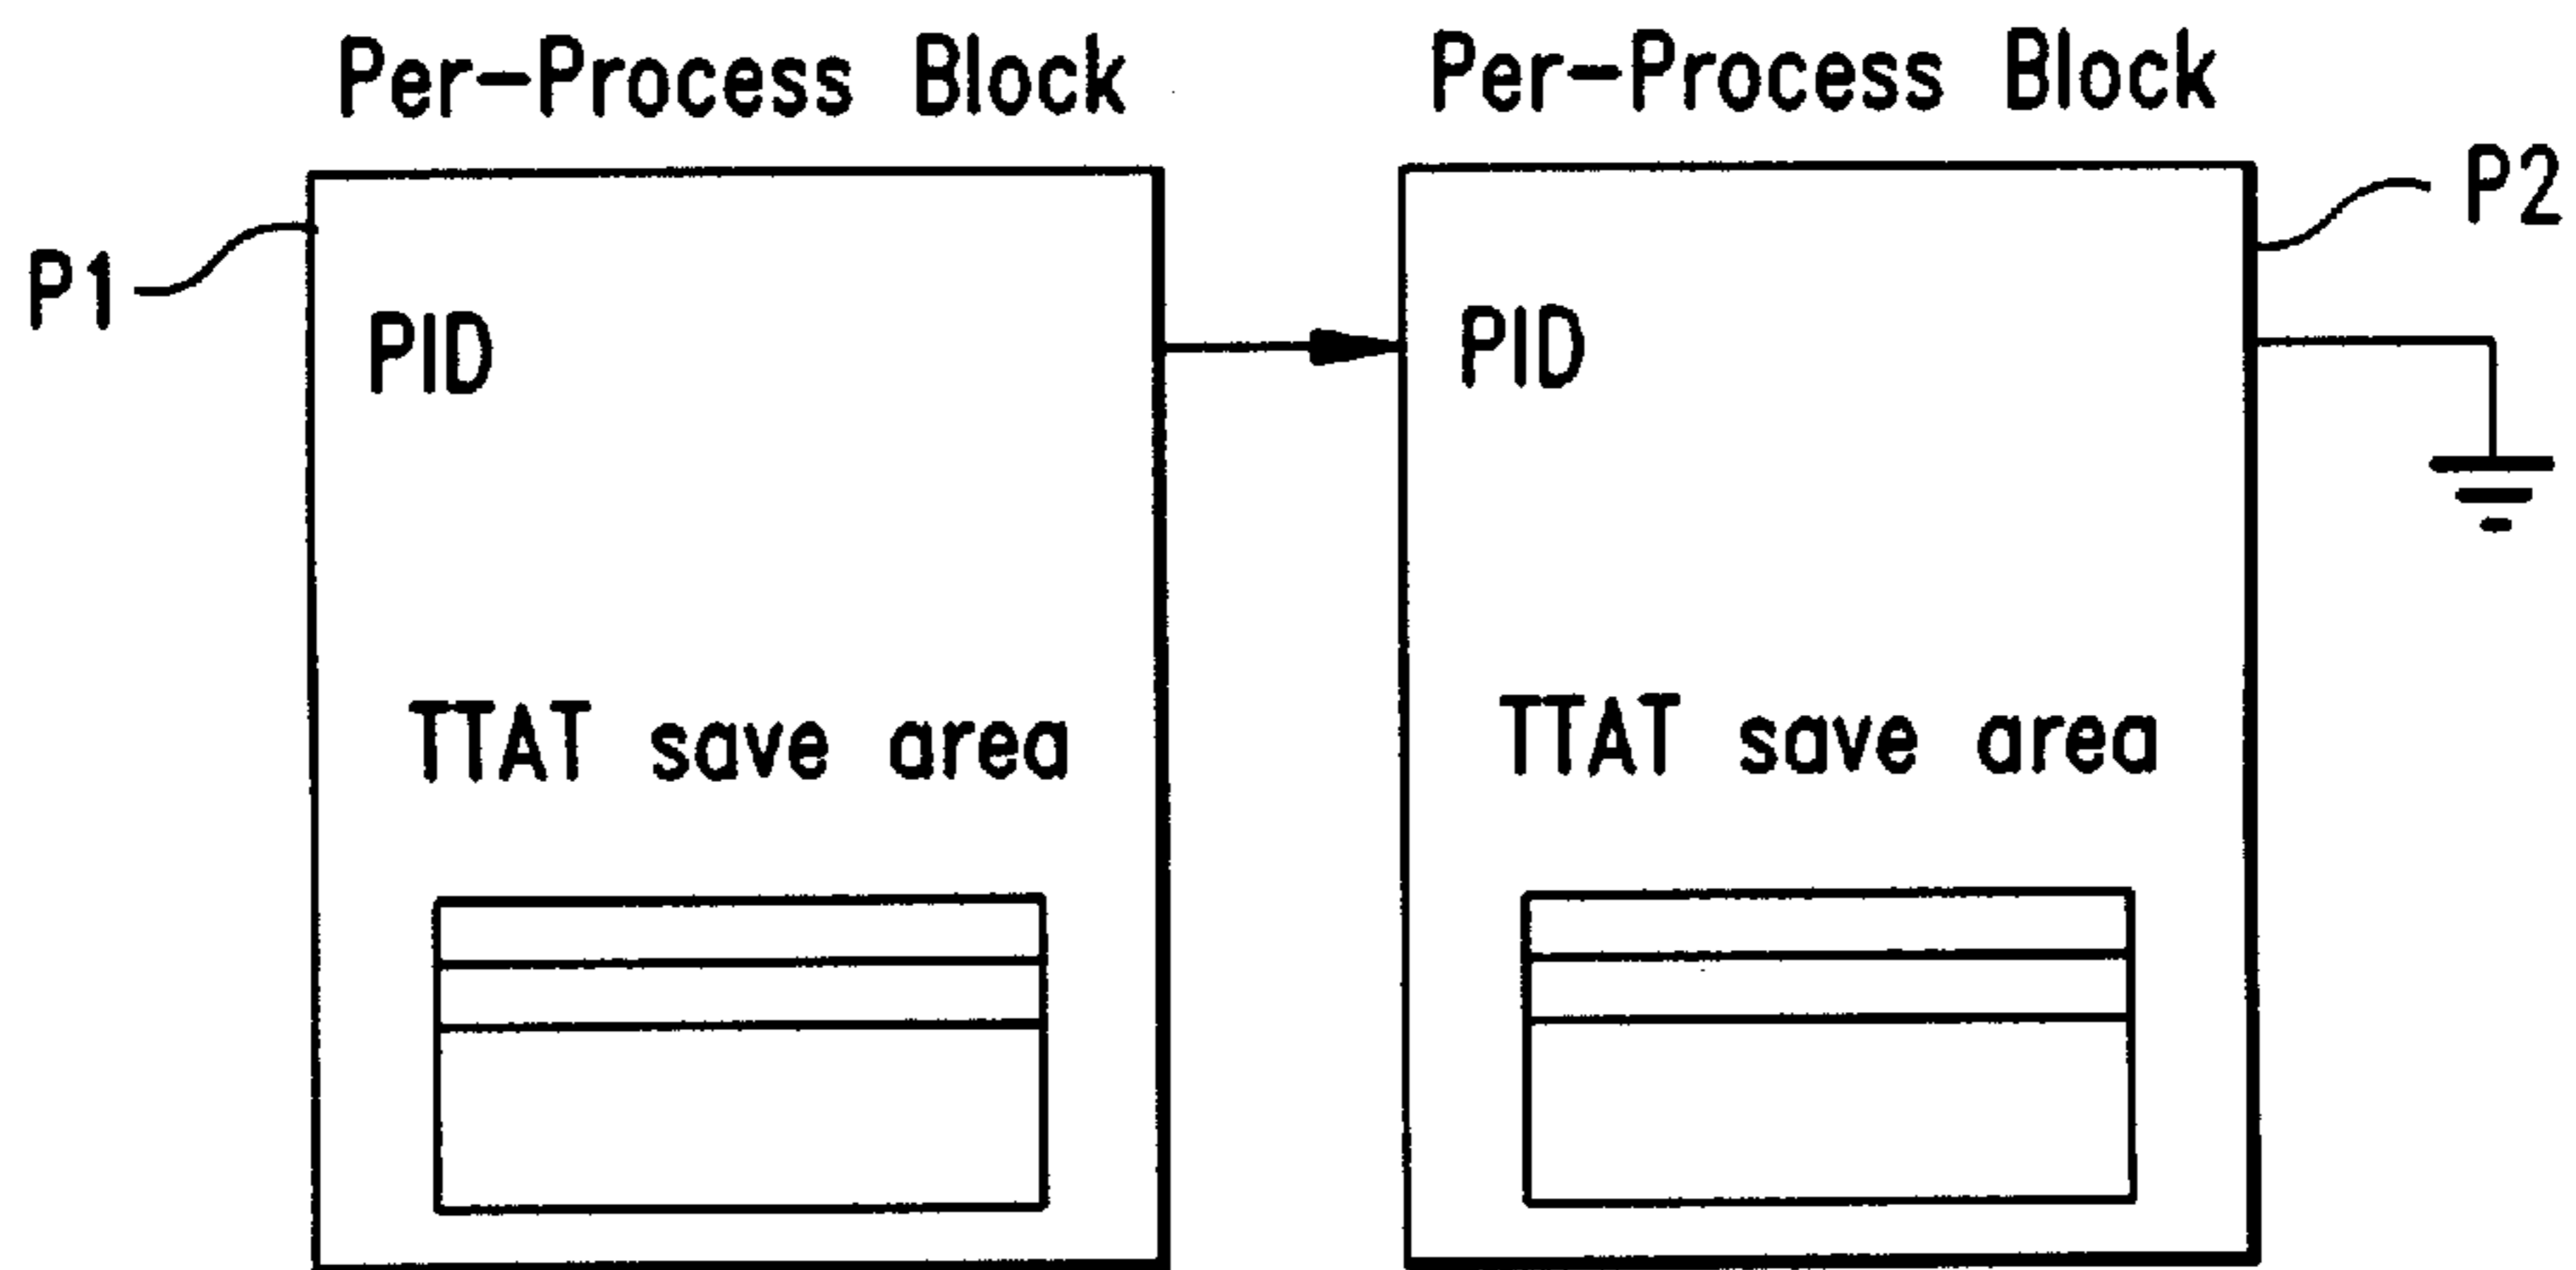 Per-Process Block
Per-Process Block
P1
P2
PID
PID
TTAT save area
TTAT save area